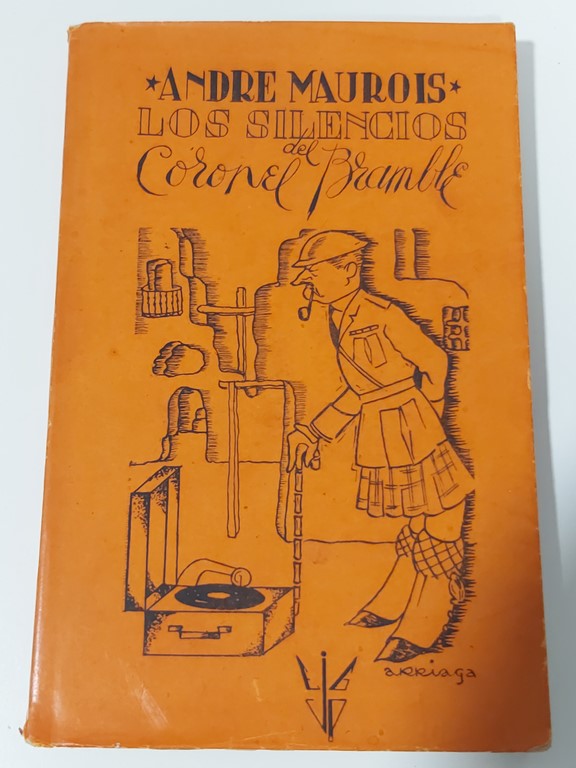 *ANDRE MAUROIS*
LOS SILENCIOS
del
Coronel Bramble
arriaga